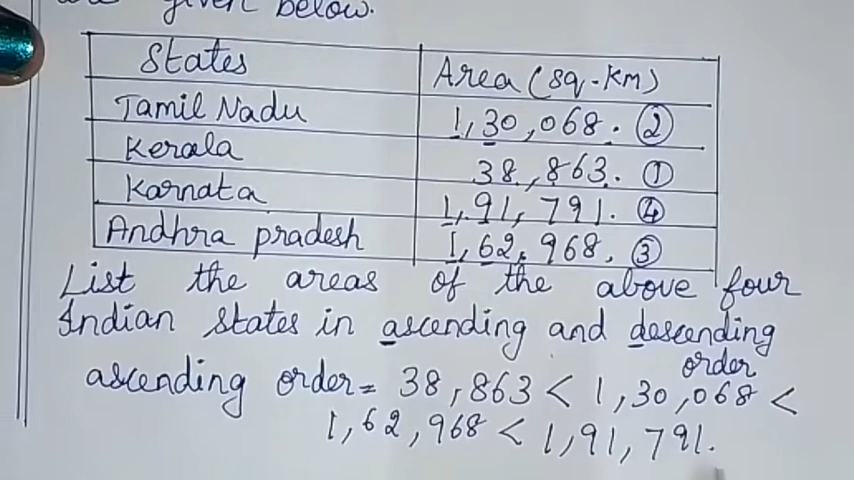 given below.
States Area (sq-km)
Tamil Nadu 1,30,068. ②
Kerala 38,863. ①
Karnata 1,91,791. ④
Andhra pradesh 1,62,968. ③
List the areas of the above four
Indian states in ascending and descending
order
ascending order = 38,863 < 1,30,068 <
1,62,968 < 1,91,791.